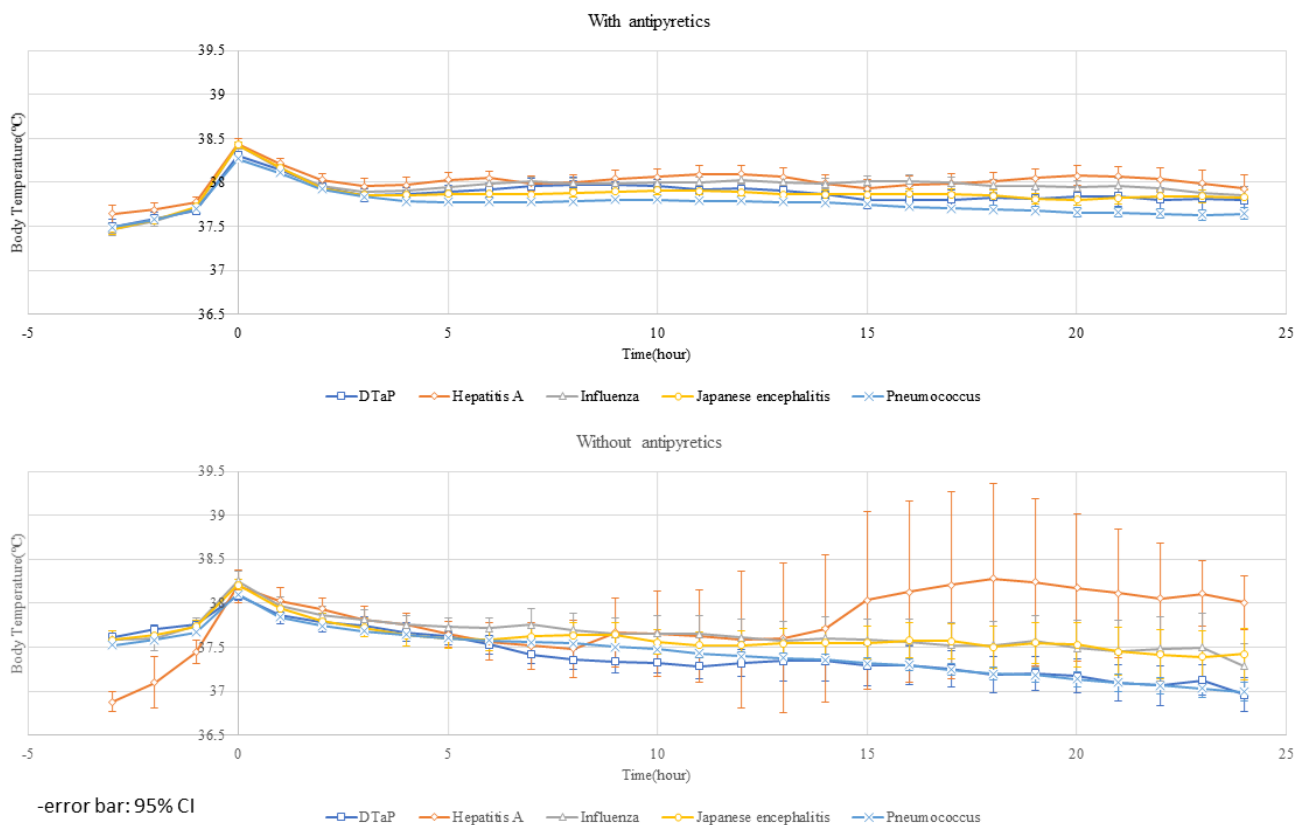 With antipyretics
39.5
39
38.5
38
37.5
37
36.5
Body Temperature(℃)
-5 0 5 10 15 20 25
Time(hour)
DTaP Hepatitis A Influenza Japanese encephalitis Pneumococcus
Without antipyretics
39.5
39
38.5
38
37.5
37
36.5
Body Temperature(℃)
-5 0 5 10 15 20 25
Time(hour)
-error bar: 95% CI
DTaP Hepatitis A Influenza Japanese encephalitis Pneumococcus